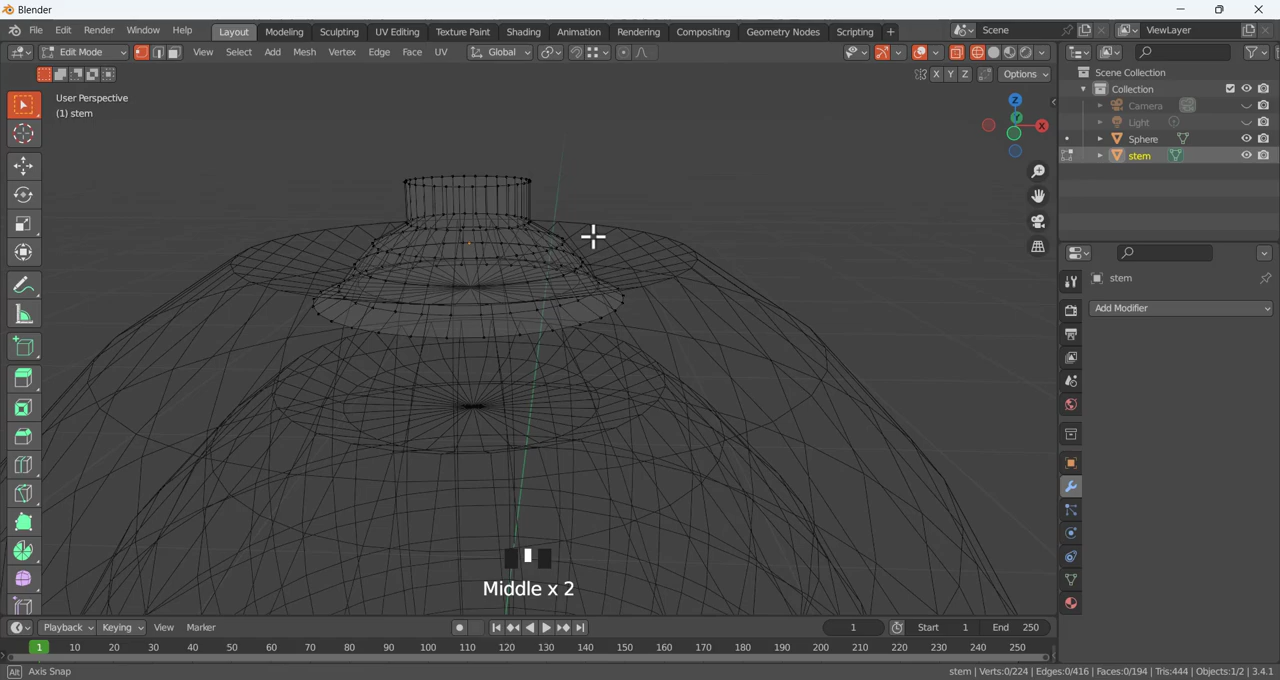 Blender
File Edit Render Window Help Layout Modeling Sculpting UV Editing Texture Paint Shading Animation Rendering Compositing Geometry Nodes Scripting + Scene ViewLayer
Edit Mode View Select Add Mesh Vertex Edge Face UV Global
X Y Z Options
User Perspective
(1) stem
Z
Y
X
Scene Collection
Collection
Camera
Light
Sphere
stem
stem
Add Modifier
Middle x 2
Playback Keying View Marker 1 Start 1 End 250
1 10 20 30 40 50 60 70 80 90 100 110 120 130 140 150 160 170 180 190 200 210 220 230 240 250
Alt Axis Snap stem | Verts:0/224 | Edges:0/416 | Faces:0/194 | Tris:444 | Objects:1/2 | 3.4.1